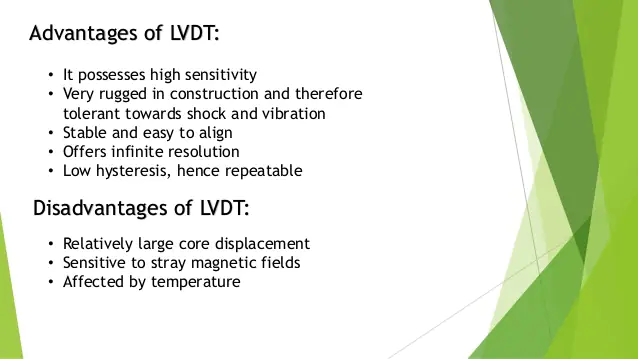 Advantages of LVDT:
• It possesses high sensitivity
• Very rugged in construction and therefore
tolerant towards shock and vibration
• Stable and easy to align
• Offers infinite resolution
• Low hysteresis, hence repeatable
Disadvantages of LVDT:
• Relatively large core displacement
• Sensitive to stray magnetic fields
• Affected by temperature